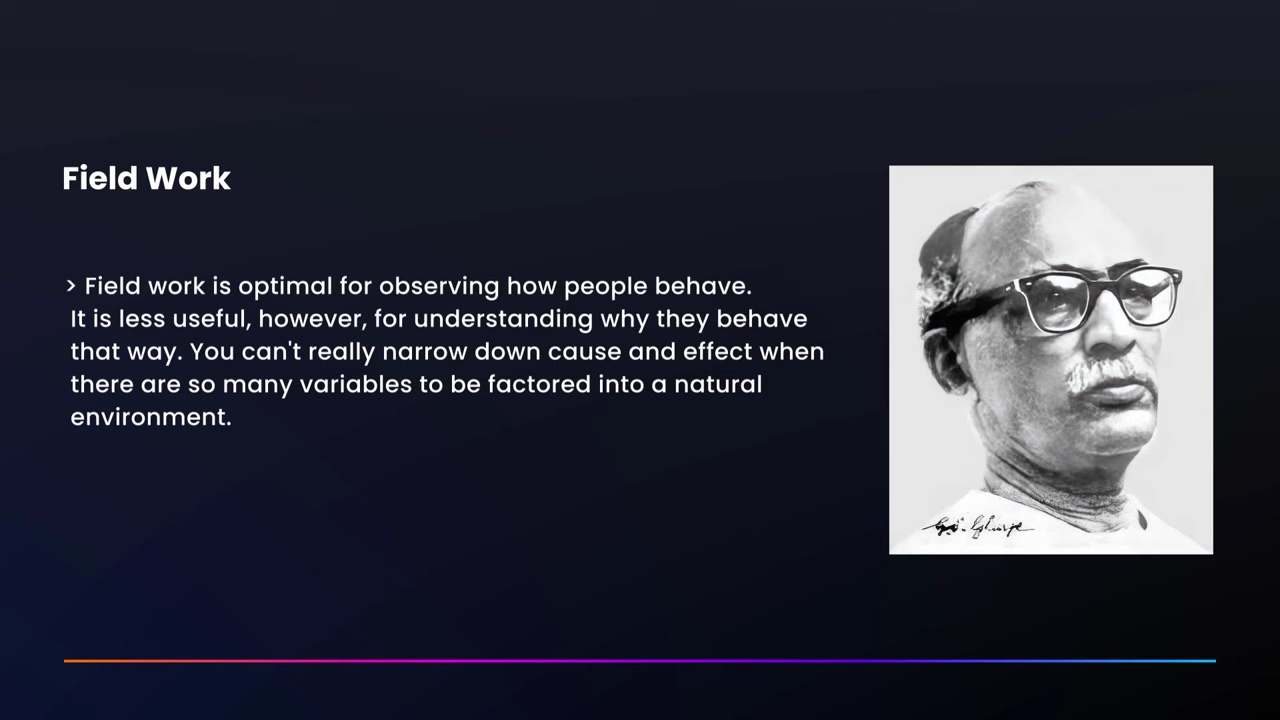 Field Work
> Field work is optimal for observing how people behave.
It is less useful, however, for understanding why they behave
that way. You can't really narrow down cause and effect when
there are so many variables to be factored into a natural
environment.